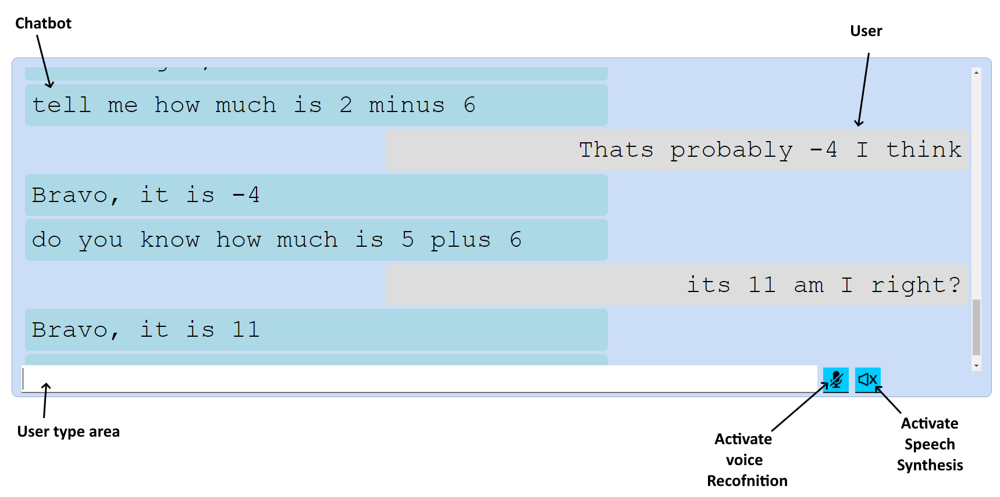 Chatbot
User
tell me how much is 2 minus 6
Thats probably -4 I think
Bravo, it is -4
do you know how much is 5 plus 6
its 11 am I right?
Bravo, it is 11
User type area
Activate
voice
Recofnition
Activate
Speech
Synthesis